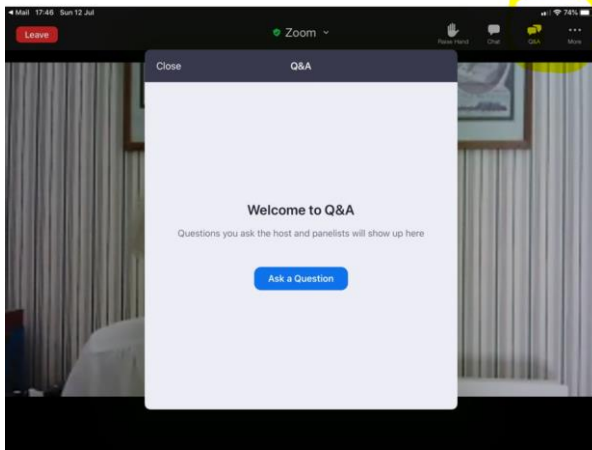 Mail 17:46 Sun 12 Jul 74%
Leave Zoom
Raise Hand Chat Q&A More
Close Q&A
Welcome to Q&A
Questions you ask the host and panelists will show up here
Ask a Question